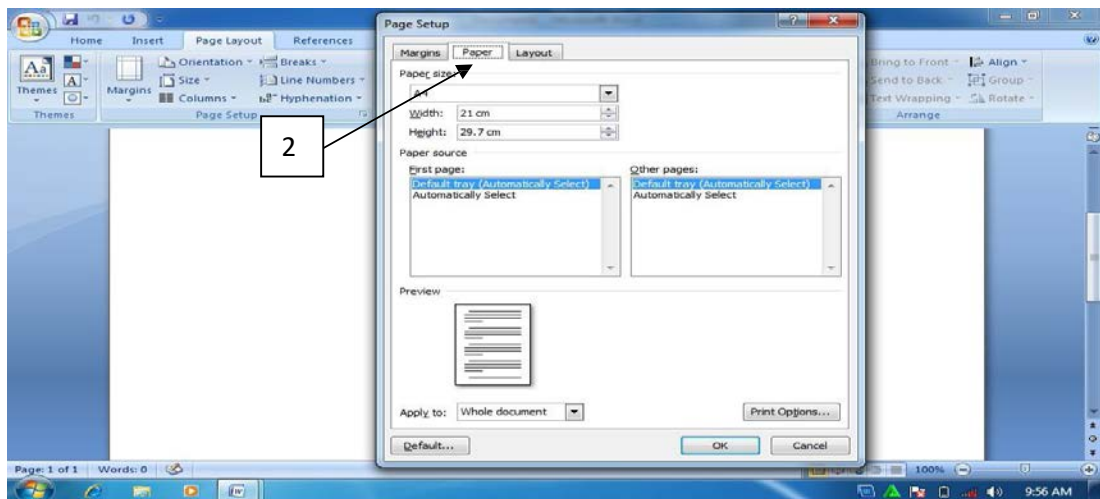 Page Setup
Home Insert Page Layout References
Margins Paper Layout
Orientation Breaks Bring to Front Align
Size Line Numbers Send to Back Group
Themes Margins Columns Hyphenation Text Wrapping Rotate
Themes Page Setup Arrange
Paper size:
A4
Width: 21 cm
Height: 29.7 cm
2
Paper source
First page: Other pages:
Default tray (Automatically Select) Default tray (Automatically Select)
Automatically Select Automatically Select
Preview
Apply to: Whole document Print Options...
Default... OK Cancel
Page: 1 of 1 Words: 0 100%
9:56 AM